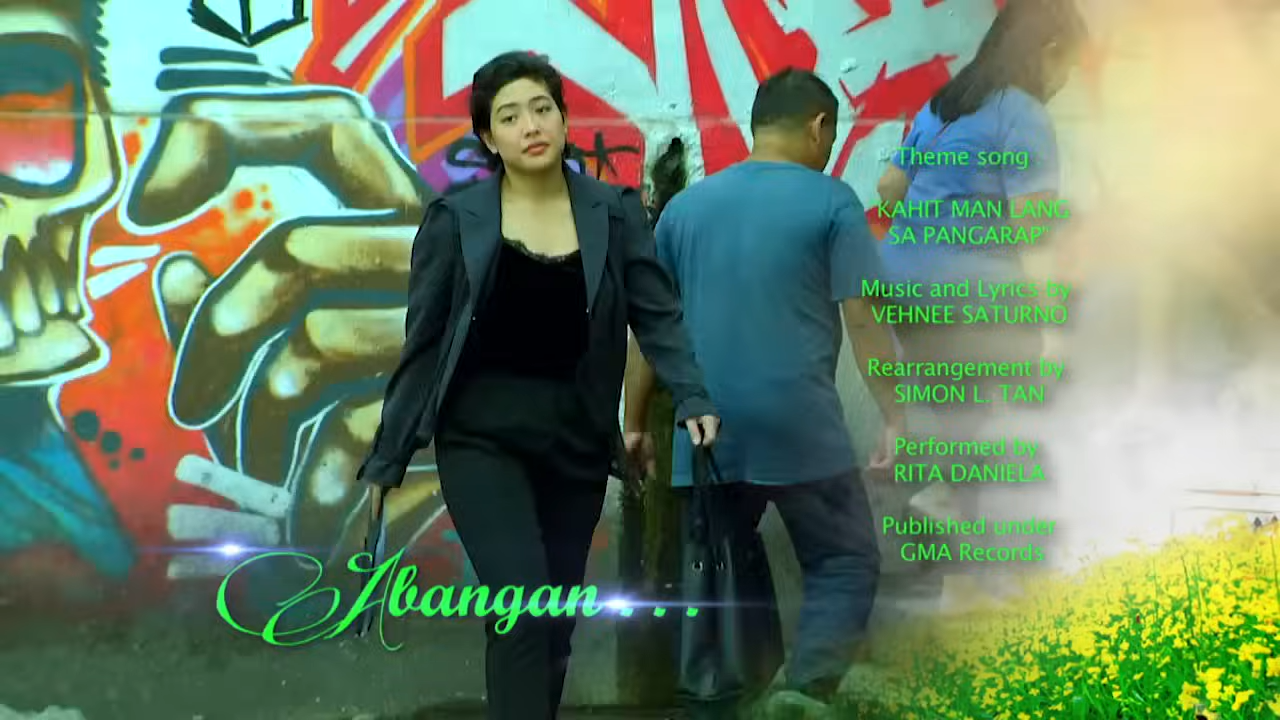 Theme song
"KAHIT MAN LANG
SA PANGARAP"
Music and Lyrics by
VEHNEE SATURNO
Rearrangement by
SIMON L. TAN
Performed by
RITA DANIELA
Published under
GMA Records
Abangan . . .